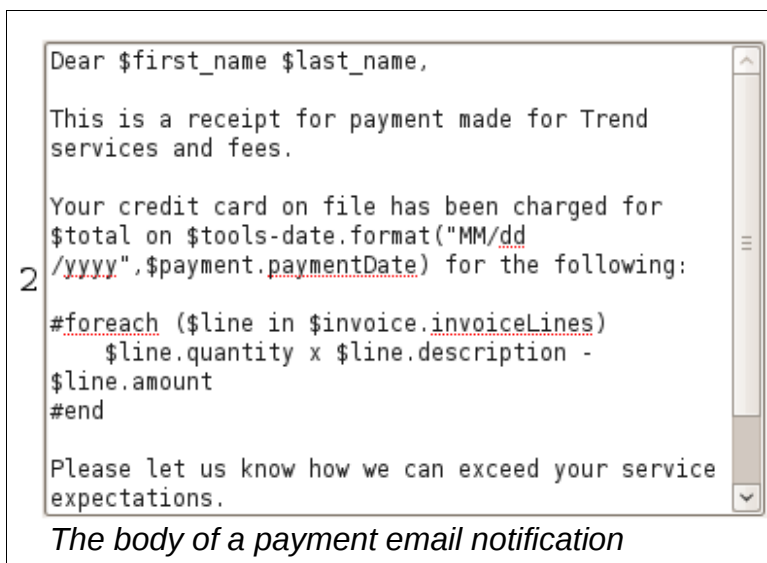 Dear $first_name $last_name,
This is a receipt for payment made for Trend
services and fees.
Your credit card on file has been charged for
$total on $tools-date.format("MM/dd
/yyyy",$payment.paymentDate) for the following:
2
#foreach ($line in $invoice.invoiceLines)
$line.quantity x $line.description -
$line.amount
#end
Please let us know how we can exceed your service
expectations.
The body of a payment email notification